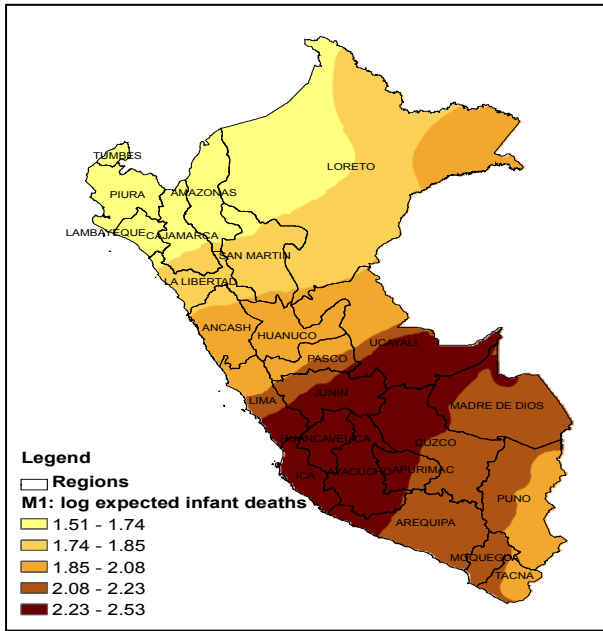 TUMBES
LORETO
PIURA
AMAZONAS
LAMBAYEQUE
CAJAMARCA
SAN MARTIN
LA LIBERTAD
ANCASH
HUANUCO
UCAYALI
PASCO
LIMA
JUNIN
MADRE DE DIOS
HUANCAVELICA
CUZCO
ICA
AYACUCHO
APURIMAC
PUNO
AREQUIPA
MOQUEGUA
TACNA
Legend
Regions
M1: log expected infant deaths
1.51 - 1.74
1.74 - 1.85
1.85 - 2.08
2.08 - 2.23
2.23 - 2.53